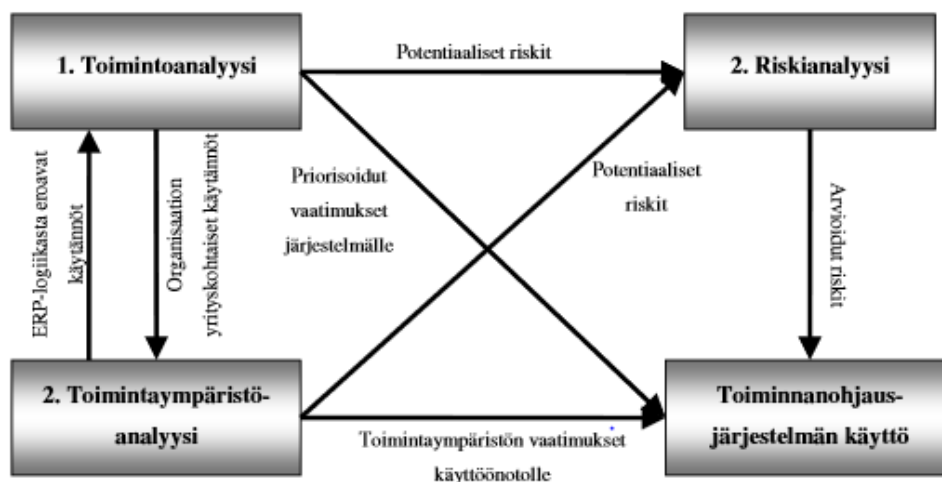 1. Toimintoanalyysi
Potentiaaliset riskit
2. Riskianalyysi
Priorisoidut
vaatimukset
järjestelmälle
Potentiaaliset
riskit
ERP-logiikasta eroavat
käytännöt
Organisaation
yrityskohtaiset käytännöt
Arvioidut riskit
2. Toimintaympäristö-
analyysi
Toimintaympäristön vaatimukset
käyttöönotolle
Toiminnanohjaus-
järjestelmän käyttö